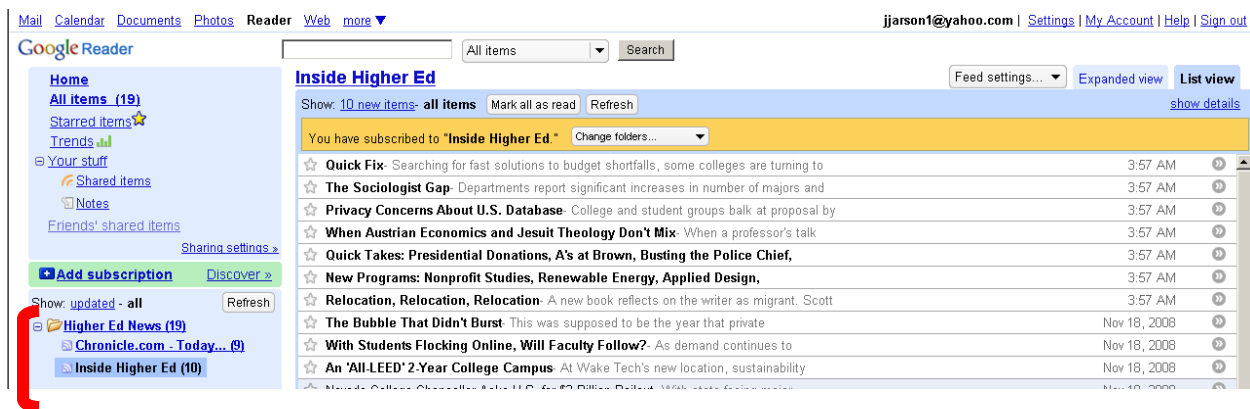 Mail Calendar Documents Photos Reader Web more ▼ jjarson1@yahoo.com | Settings | My Account | Help | Sign out
Google Reader All items Search
Home
All items (19)
Starred items
Trends
Your stuff
Shared items
Notes
Friends' shared items
Sharing settings »
Add subscription Discover »
Show: updated - all Refresh
Higher Ed News (19)
Chronicle.com - Today... (9)
Inside Higher Ed (10)
Inside Higher Ed Feed settings... Expanded view List view
Show: 10 new items- all items Mark all as read Refresh show details
You have subscribed to "Inside Higher Ed." Change folders...
Quick Fix- Searching for fast solutions to budget shortfalls, some colleges are turning to 3:57 AM
The Sociologist Gap- Departments report significant increases in number of majors and 3:57 AM
Privacy Concerns About U.S. Database- College and student groups balk at proposal by 3:57 AM
When Austrian Economics and Jesuit Theology Don't Mix- When a professor's talk 3:57 AM
Quick Takes: Presidential Donations, A's at Brown, Busting the Police Chief, 3:57 AM
New Programs: Nonprofit Studies, Renewable Energy, Applied Design, 3:57 AM
Relocation, Relocation, Relocation- A new book reflects on the writer as migrant. Scott 3:57 AM
The Bubble That Didn't Burst- This was supposed to be the year that private Nov 18, 2008
With Students Flocking Online, Will Faculty Follow?- As demand continues to Nov 18, 2008
An 'All-LEED' 2-Year College Campus- At Wake Tech's new location, sustainability Nov 18, 2008